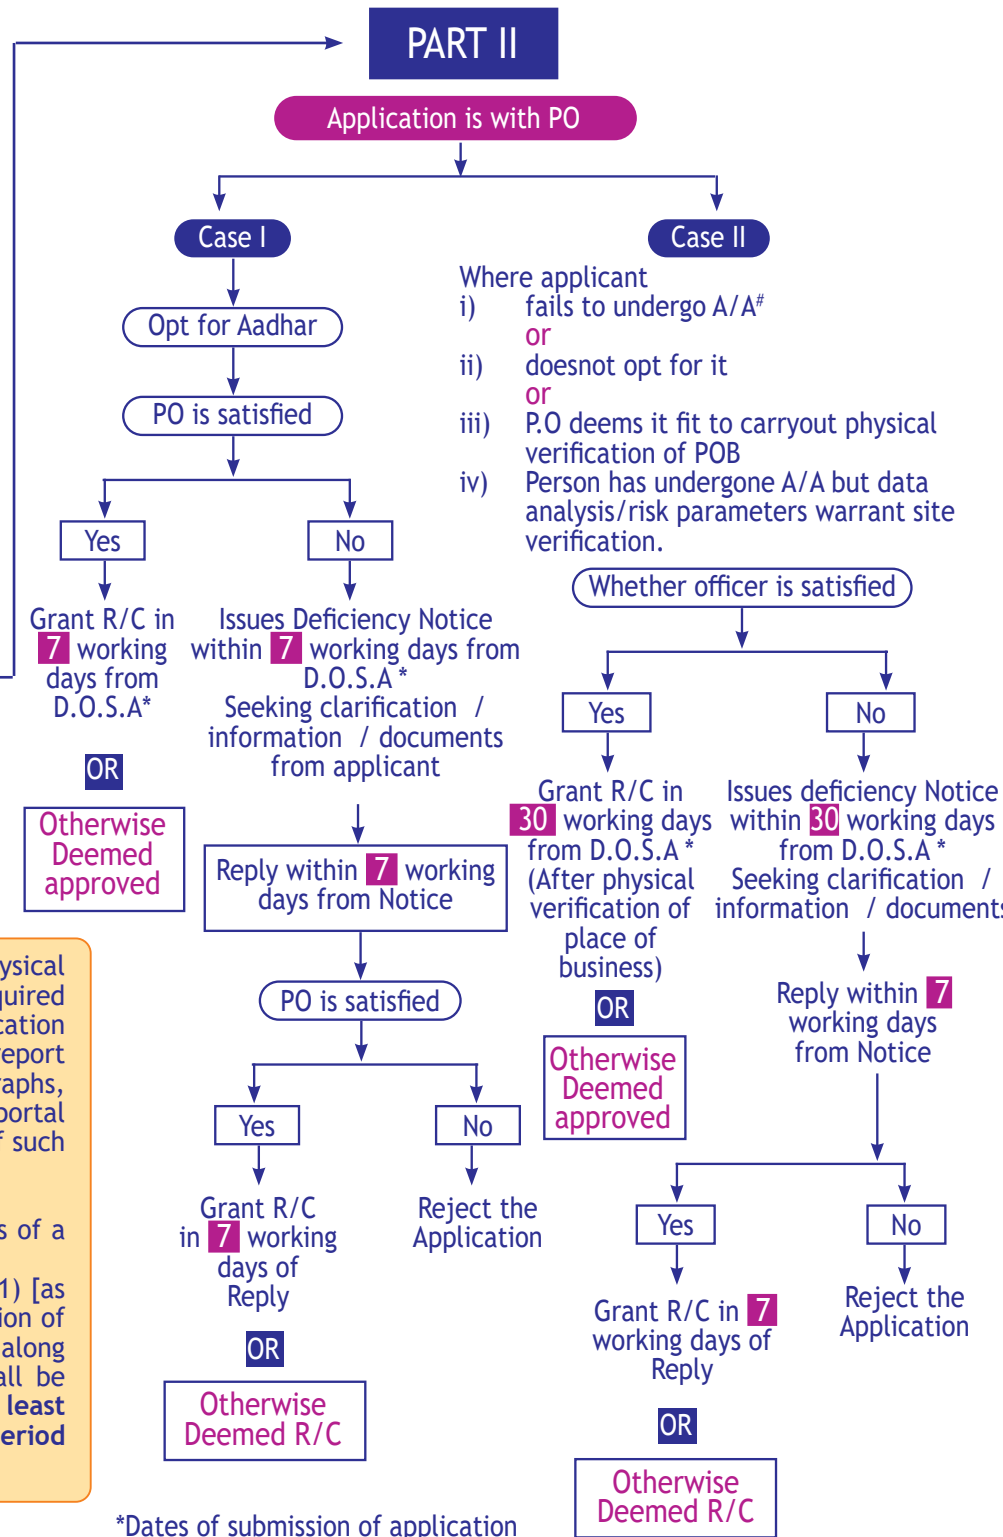 PART II
Application is with PO
Case I
Opt for Aadhar
PO is satisfied
Yes
Grant R/C in
7 working
days from
D.O.S.A*
OR
Otherwise
Deemed
approved
No
Issues Deficiency Notice
within 7 working days from
D.O.S.A *
Seeking clarification /
information / documents
from applicant
Reply within 7 working
days from Notice
PO is satisfied
Yes
Grant R/C
in 7 working
days of
Reply
OR
Otherwise
Deemed R/C
No
Reject the
Application
Case II
Where applicant
i) fails to undergo A/A#
or
ii) doesnot opt for it
or
iii) P.O deems it fit to carryout physical
verification of POB
iv) Person has undergone A/A but data
analysis/risk parameters warrant site
verification.
Whether officer is satisfied
Yes
Grant R/C in
30 working days
from D.O.S.A *
(After physical
verification of
place of
business)
OR
Otherwise
Deemed
approved
No
Issues deficiency Notice
within 30 working days
from D.O.S.A *
Seeking clarification /
information / documents
Reply within 7
working days
from Notice
Yes
Grant R/C in 7
working days of
Reply
OR
Otherwise
Deemed R/C
No
Reject the
Application
such
s of a
1) [as
along
be
least
*Dates of submission of application